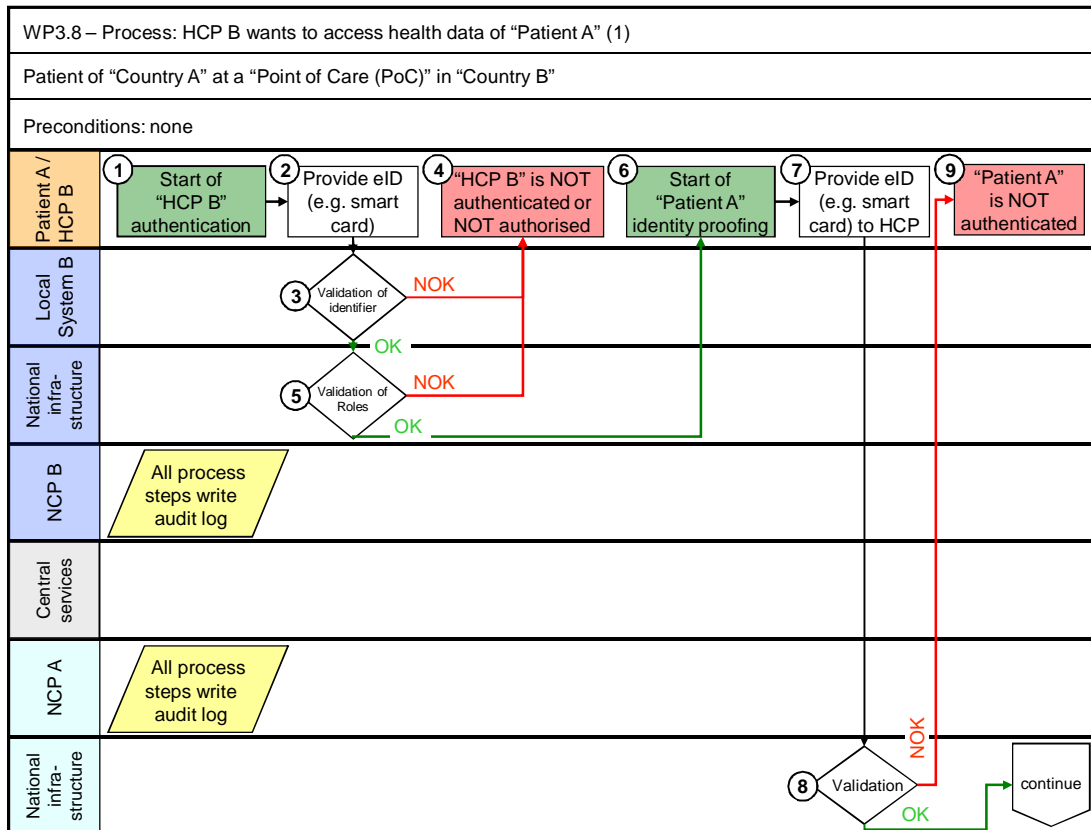 WP3.8 – Process: HCP B wants to access health data of “Patient A” (1)
Patient of “Country A” at a “Point of Care (PoC)” in “Country B”
Preconditions: none
Patient A /
HCP B
1
Start of
“HCP B”
authentication
2
Provide eID
(e.g. smart
card)
4
“HCP B” is NOT
authenticated or
NOT authorised
6
Start of
“Patient A”
identity proofing
7
Provide eID
(e.g. smart
card) to HCP
9
“Patient A”
is NOT
authenticated
Local
System B
3
Validation of
identifier
NOK
OK
National
infra-
structure
5
Validation of
Roles
NOK
OK
NCP B
All process
steps write
audit log
Central
services
NCP A
All process
steps write
audit log
National
infra-
structure
8
Validation
NOK
OK
continue